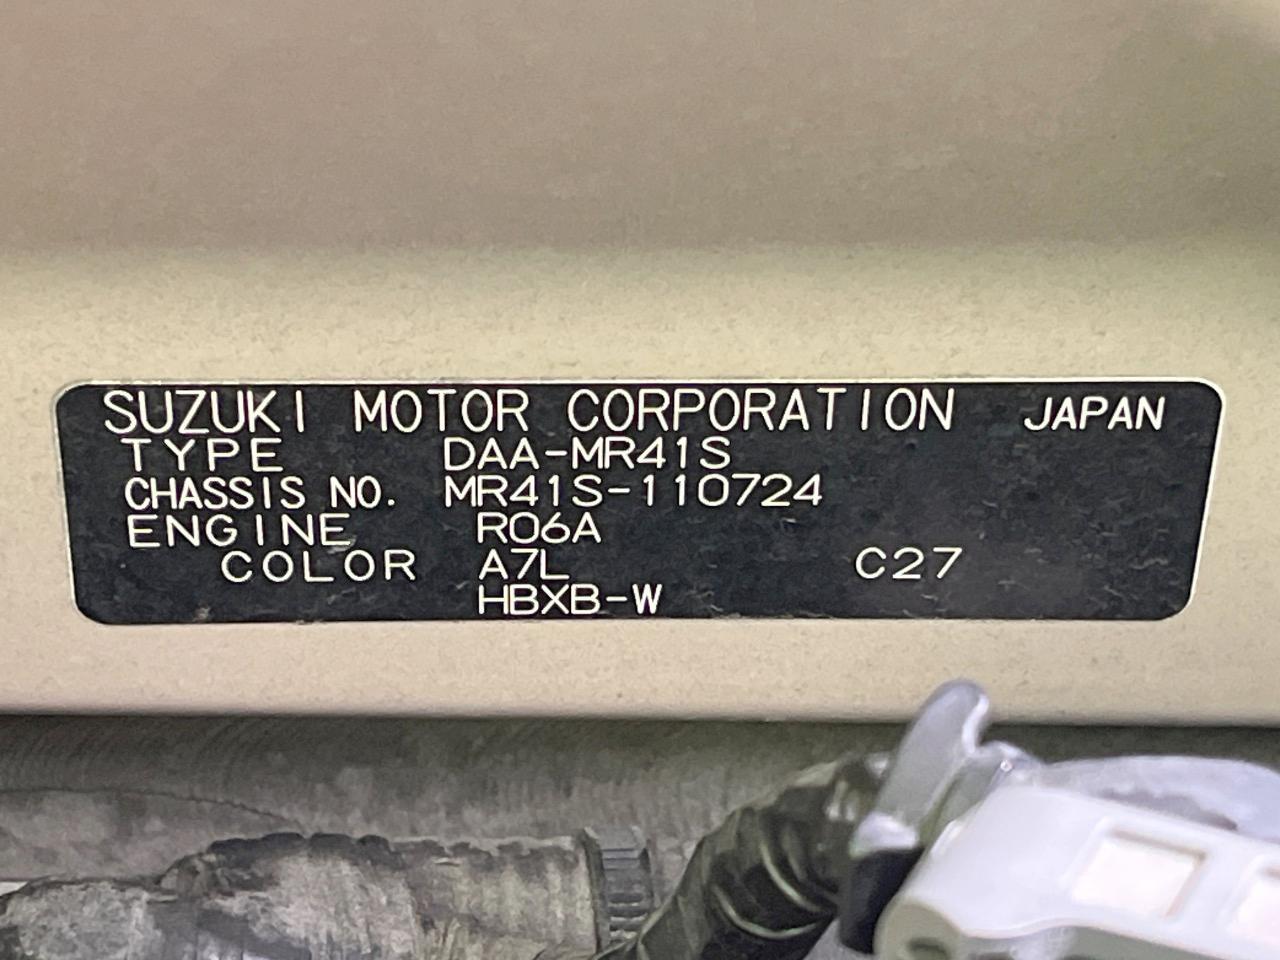 SUZUKI MOTOR CORPORATION JAPAN
TYPE DAA-MR41S
CHASSIS NO. MR41S-110724
ENGINE R06A
COLOR A7L C27
HBXB-W